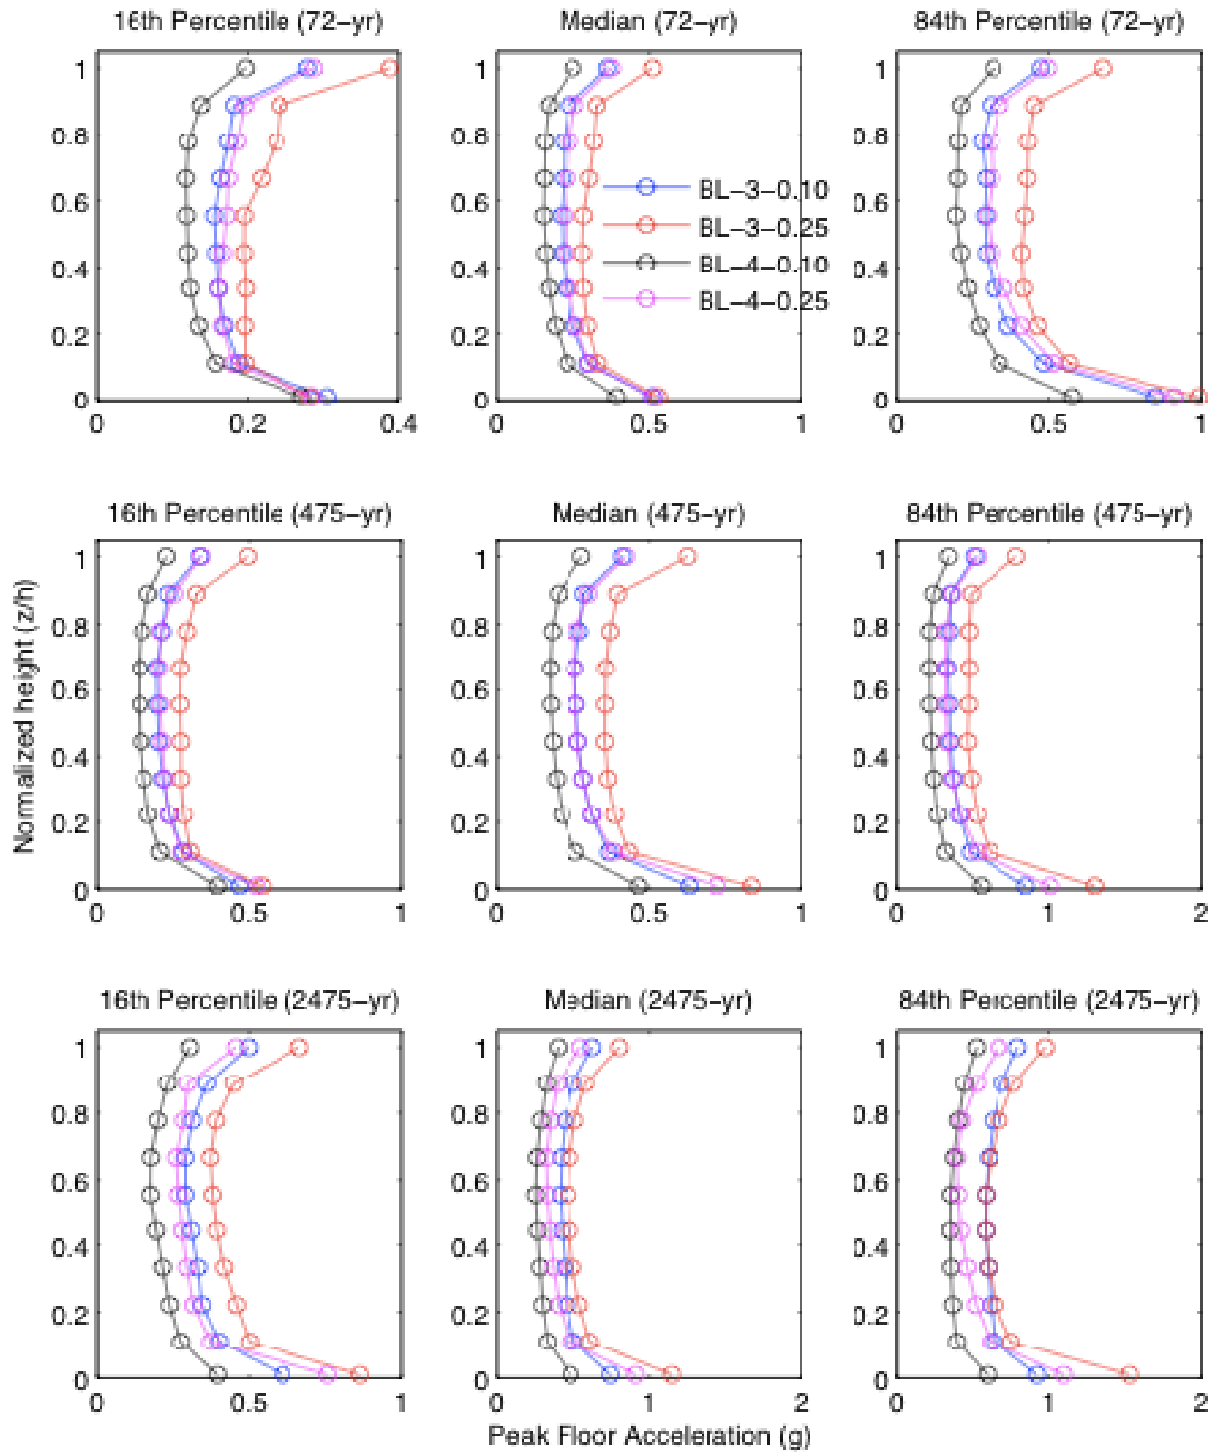 16th Percentile (72-yr) Median (72-yr) 84th Percentile (72-yr)
1 1 1
0.8 0.8 0.8
BL-3-0.10
0.6 0.6 0.6
BL-3-0.25
BL-4-0.10
0.4 0.4 0.4
BL-4-0.25
0.2 0.2 0.2
0 0 0
0 0.2 0.4 0 0.5 1 0 0.5 1
16th Percentile (475-yr) Median (475-yr) 84th Percentile (475-yr)
1 1 1
0.8 0.8 0.8
0.6 0.6 0.6
Normalized height (z/h)
0.4 0.4 0.4
0.2 0.2 0.2
0 0 0
0 0.5 1 0 0.5 1 0 1 2
16th Percentile (2475-yr) Median (2475-yr) 84th Percentile (2475-yr)
1 1 1
0.8 0.8 0.8
0.6 0.6 0.6
0.4 0.4 0.4
0.2 0.2 0.2
0 0 0
0 0.5 1 0 1 2 0 1 2
Peak Floor Acceleration (g)